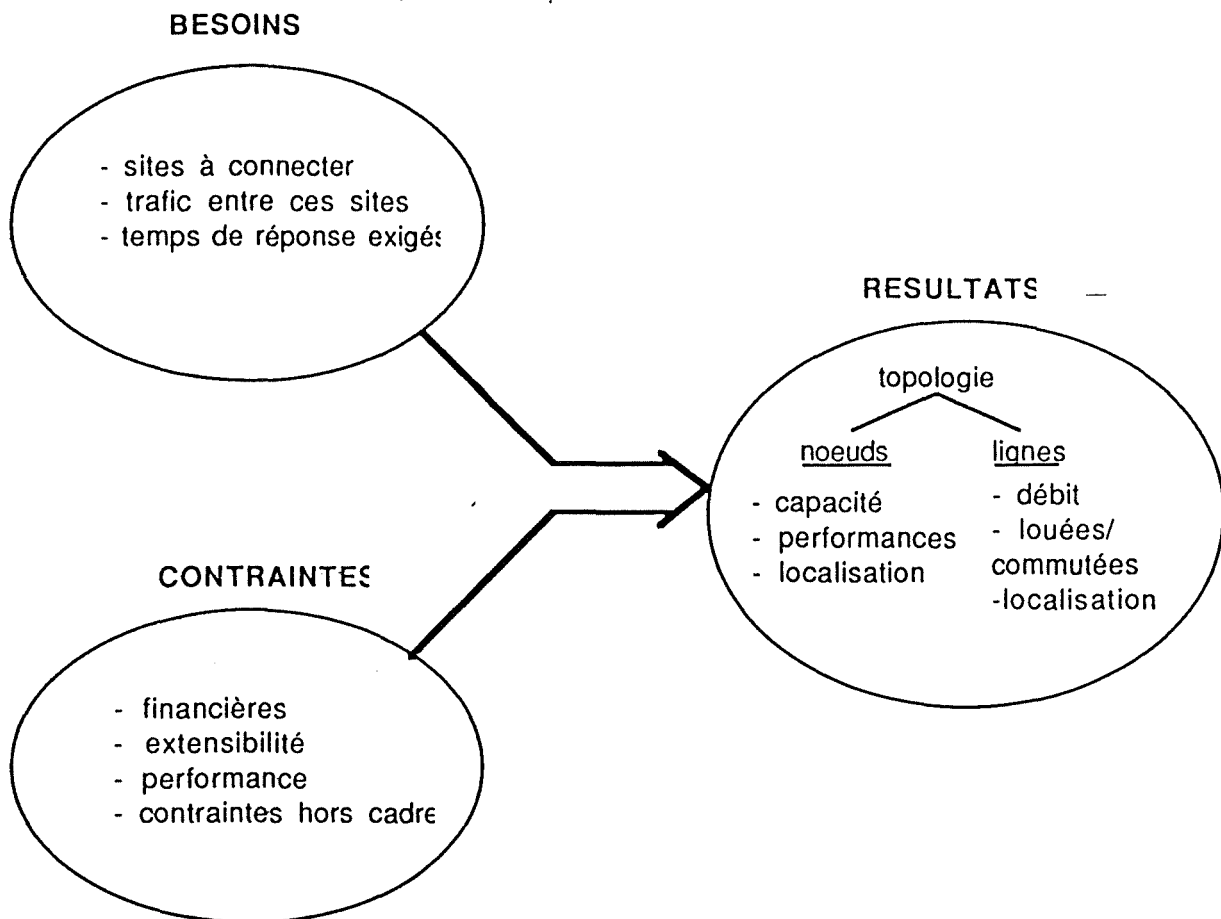 BESOINS
- sites à connecter
- trafic entre ces sites
- temps de réponse exigés
RESULTATS
topologie
noeuds
lignes
- capacité
- performances
- localisation
- débit
- louées/
commutées
-localisation
CONTRAINTES
- financières
- extensibilité
- performance
- contraintes hors cadre